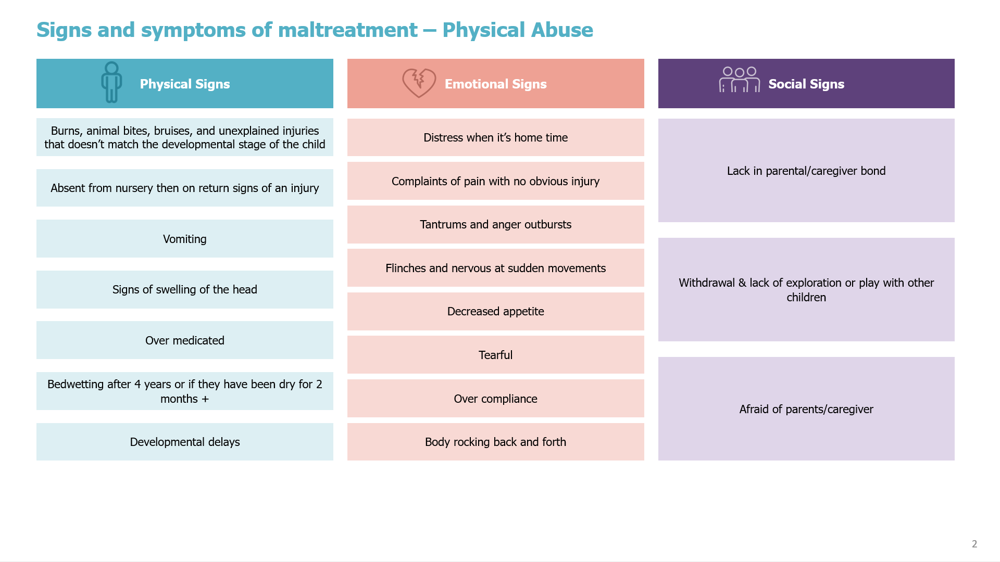 Signs and symptoms of maltreatment – Physical Abuse
Physical Signs
Burns, animal bites, bruises, and unexplained injuries
that doesn’t match the developmental stage of the child
Absent from nursery then on return signs of an injury
Vomiting
Signs of swelling of the head
Over medicated
Bedwetting after 4 years or if they have been dry for 2
months +
Developmental delays
Emotional Signs
Distress when it’s home time
Complaints of pain with no obvious injury
Tantrums and anger outbursts
Flinches and nervous at sudden movements
Decreased appetite
Tearful
Over compliance
Body rocking back and forth
Social Signs
Lack in parental/caregiver bond
Withdrawal & lack of exploration or play with other
children
Afraid of parents/caregiver
2